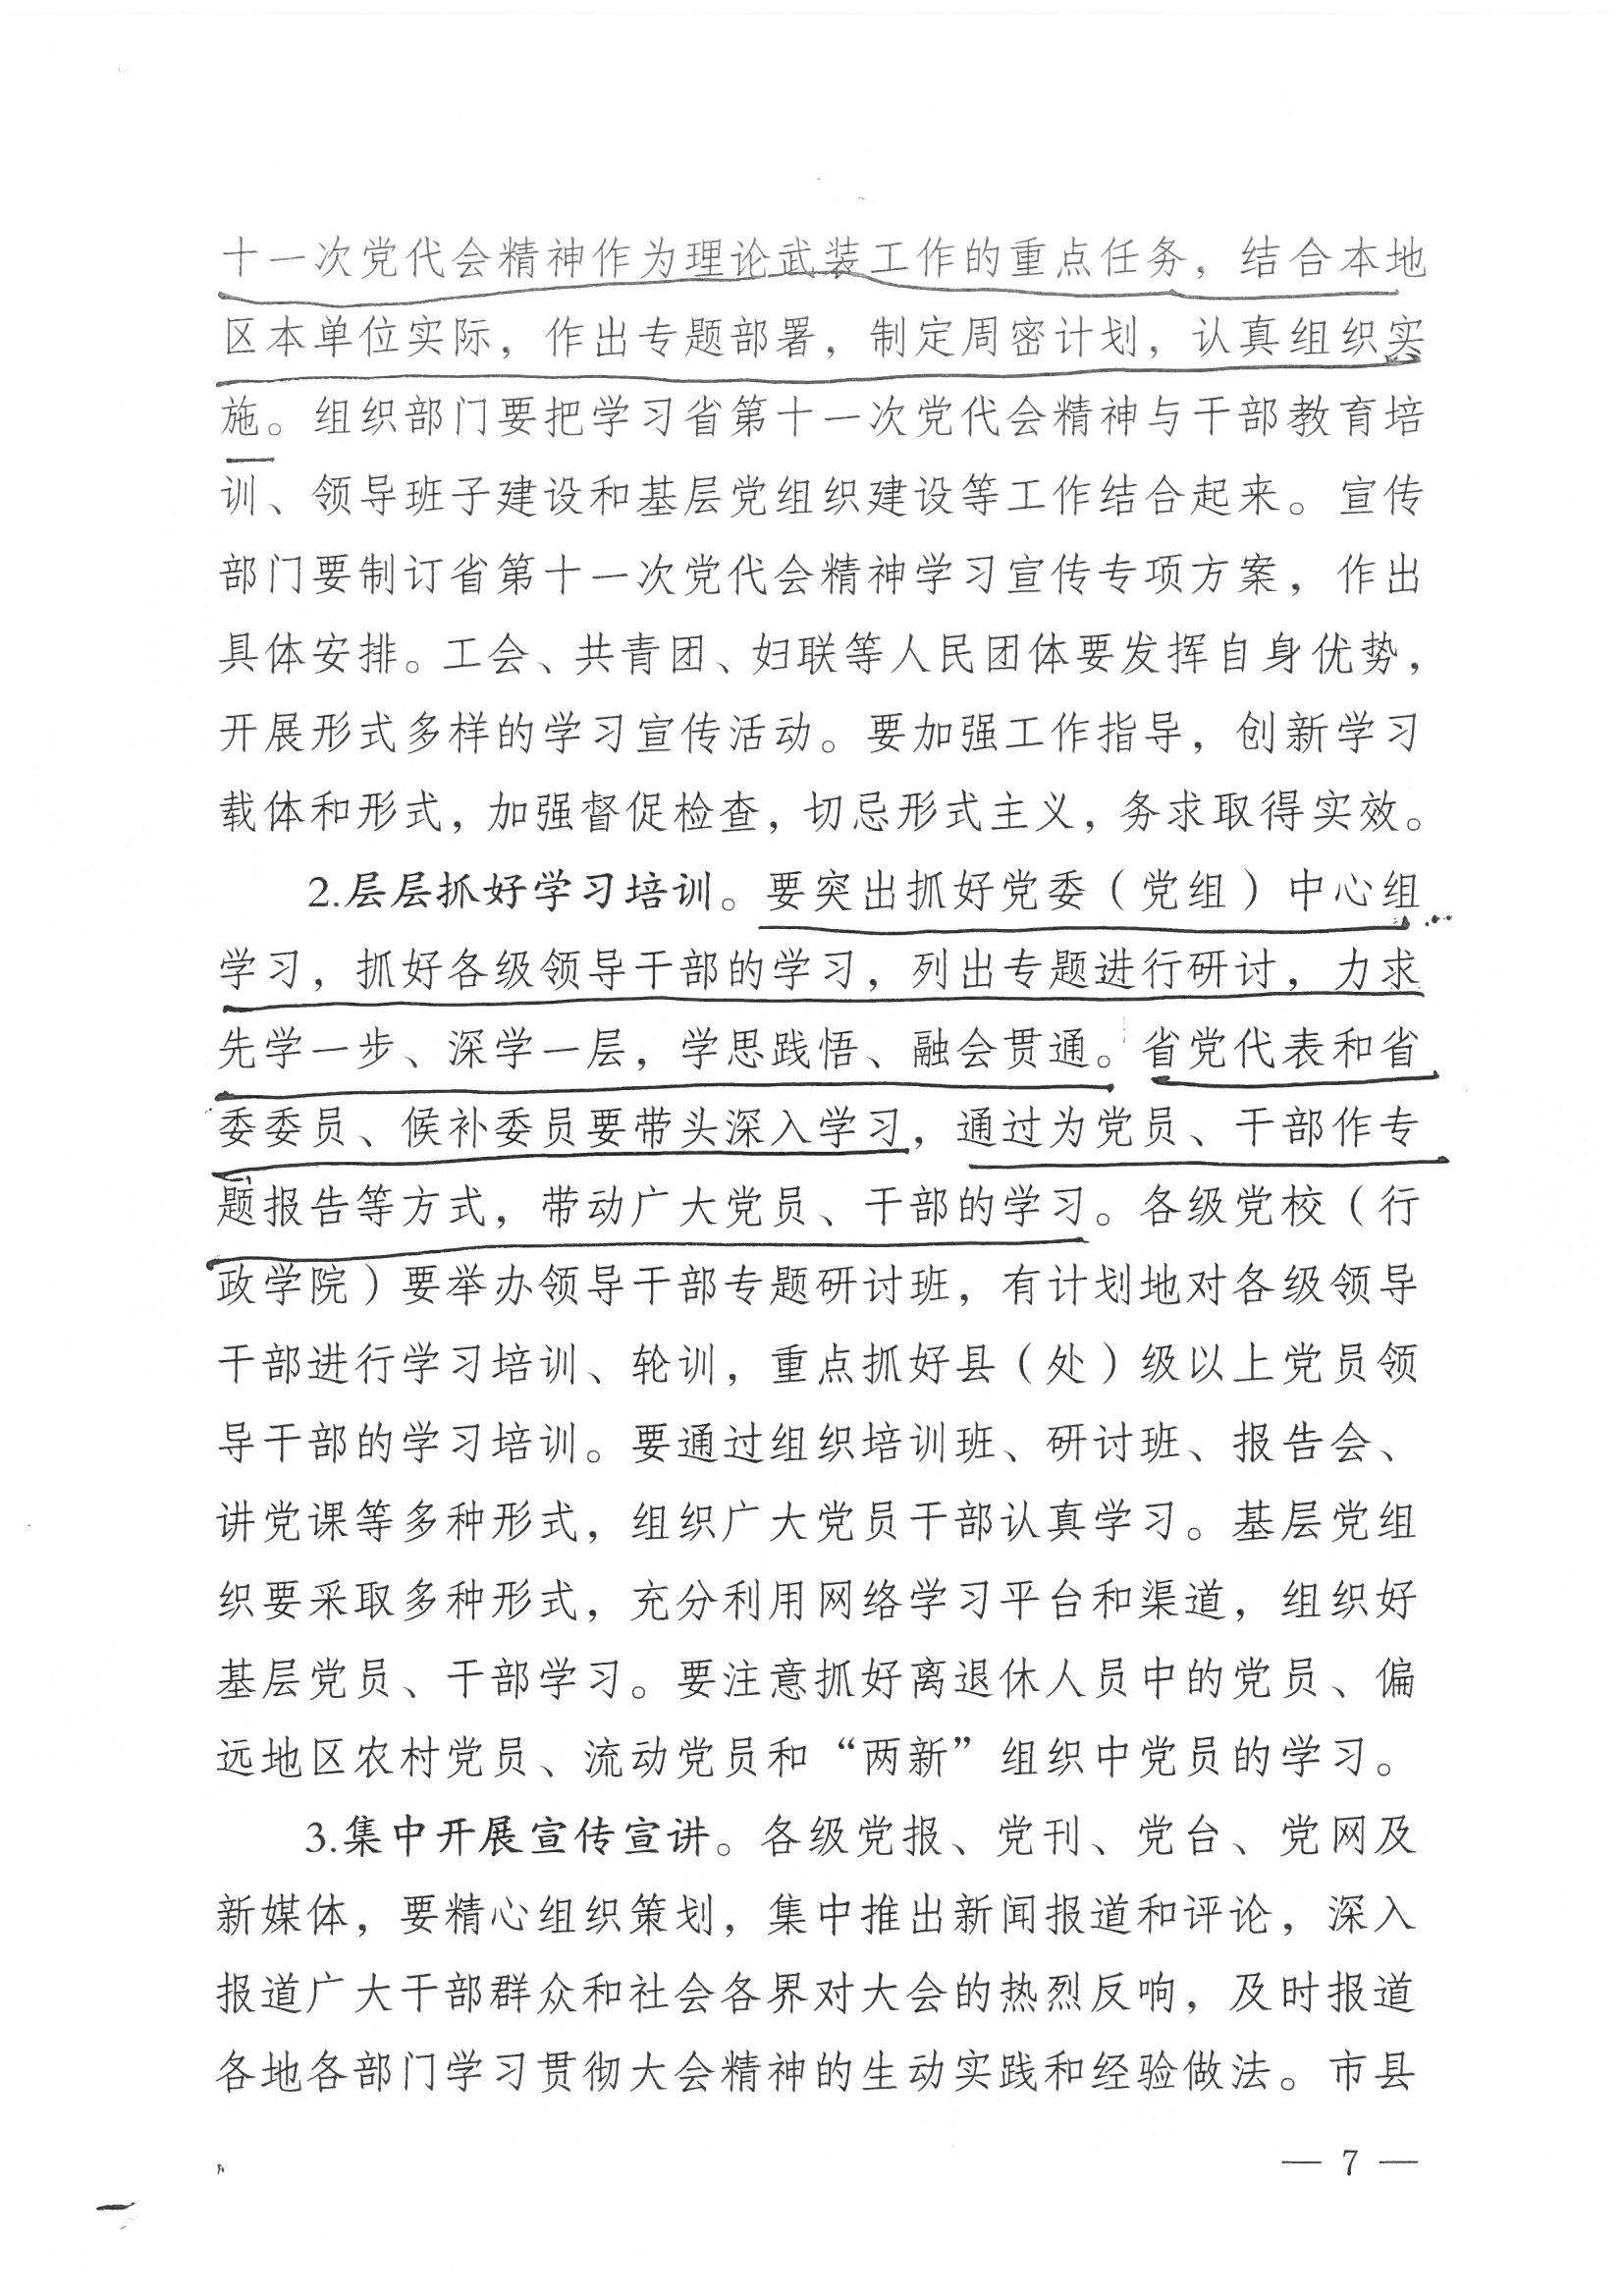 十一次党代会精神作为理论武装工作的重点任务，结合本地
区本单位实际，作出专题部署，制定周密计划，认真组织实
施。组织部门要把学习省第十一次党代会精神与干部教育培
训、领导班子建设和基层党组织建设等工作结合起来。宣传
部门要制订省第十一次党代会精神学习宣传专项方案，作出
具体安排。工会、共青团、妇联等人民团体要发挥自身优势，
开展形式多样的学习宣传活动。要加强工作指导，创新学习
载体和形式，加强督促检查，切忌形式主义，务求取得实效。
2.层层抓好学习培训。要突出抓好党委（党组）中心组
学习，抓好各级领导干部的学习，列出专题进行研讨，力求
先学一步、深学一层，学思践悟、融会贯通。省党代表和省
委委员、候补委员要带头深入学习，通过为党员、干部作专
题报告等方式，带动广大党员、干部的学习。各级党校（行
政学院）要举办领导干部专题研讨班，有计划地对各级领导
干部进行学习培训、轮训，重点抓好县（处）级以上党员领
导干部的学习培训。要通过组织培训班、研讨班、报告会、
讲党课等多种形式，组织广大党员干部认真学习。基层党组
织要采取多种形式，充分利用网络学习平台和渠道，组织好
基层党员、干部学习。要注意抓好离退休人员中的党员、偏
远地区农村党员、流动党员和“两新”组织中党员的学习。
3.集中开展宣传宣讲。各级党报、党刊、党台、党网及
新媒体，要精心组织策划，集中推出新闻报道和评论，深入
报道广大干部群众和社会各界对大会的热烈反响，及时报道
各地各部门学习贯彻大会精神的生动实践和经验做法。市县
— 7 —